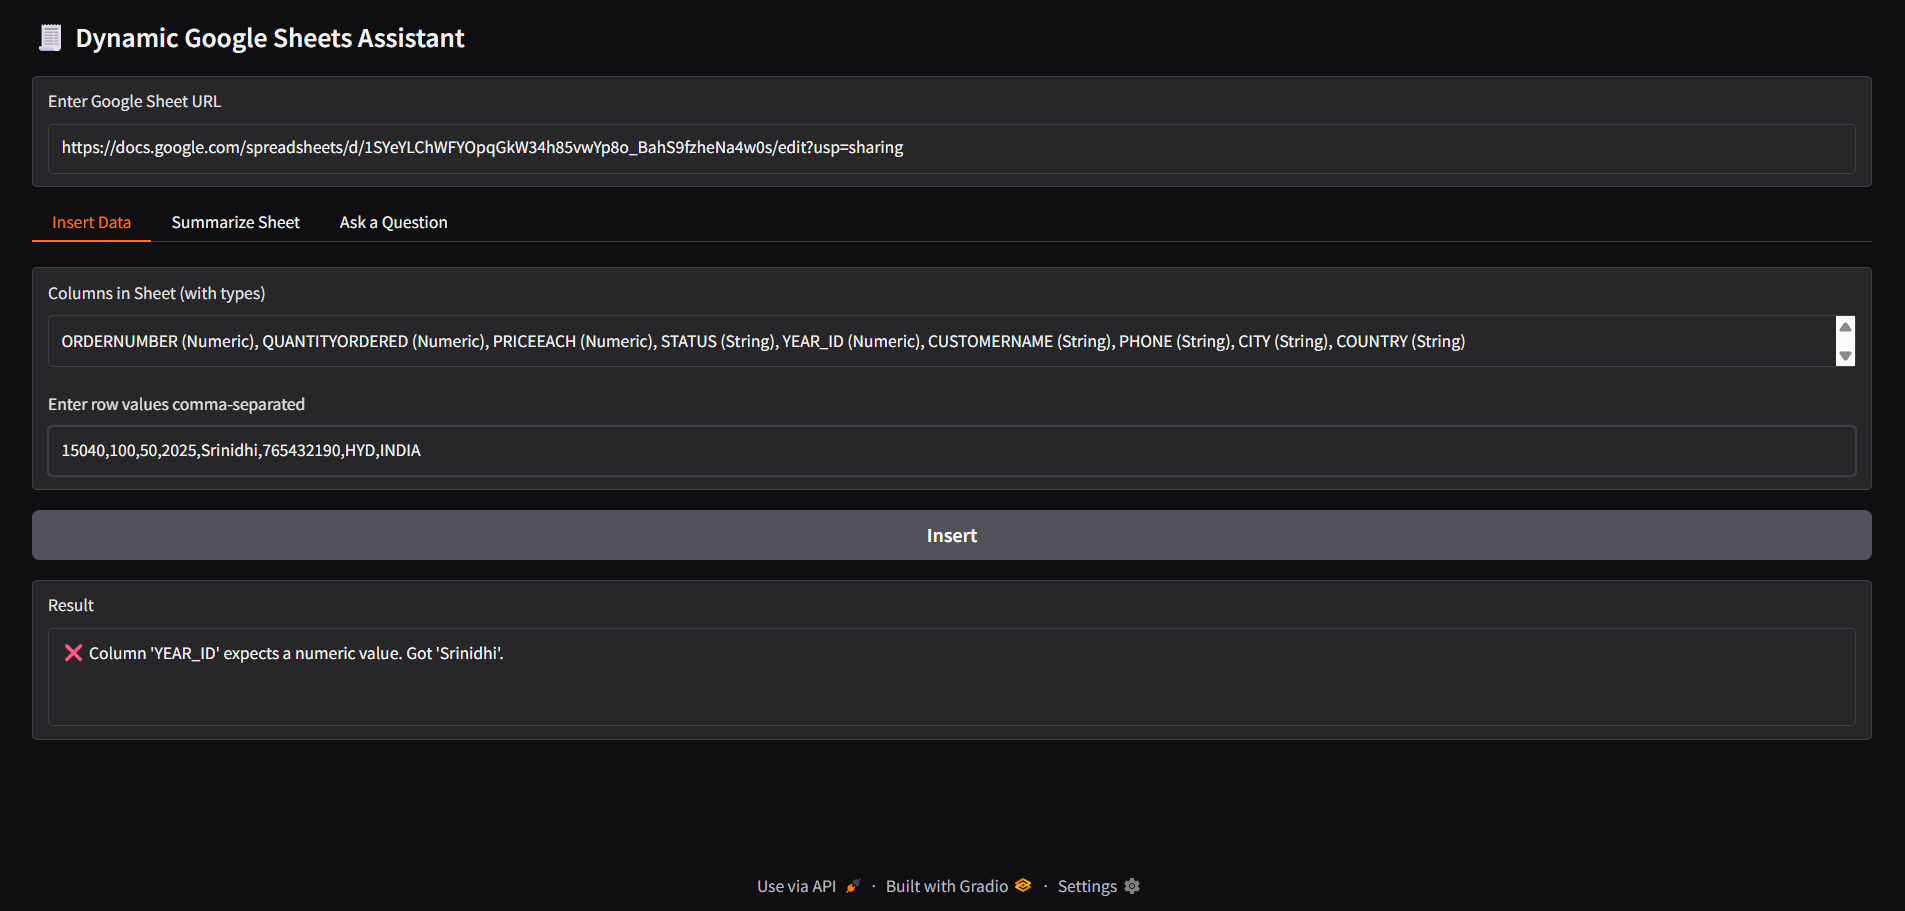 Dynamic Google Sheets Assistant
Enter Google Sheet URL
https://docs.google.com/spreadsheets/d/1SYeYLChWFYOpqGkW34h85vwYp8o_BahS9fzheNa4w0s/edit?usp=sharing
Insert Data Summarize Sheet Ask a Question
Columns in Sheet (with types)
ORDERNUMBER (Numeric), QUANTITYORDERED (Numeric), PRICEEACH (Numeric), STATUS (String), YEAR_ID (Numeric), CUSTOMERNAME (String), PHONE (String), CITY (String), COUNTRY (String)
Enter row values comma-separated
15040,100,50,2025,Srinidhi,765432190,HYD,INDIA
Insert
Result
❌ Column 'YEAR_ID' expects a numeric value. Got 'Srinidhi'.
Use via API · Built with Gradio · Settings